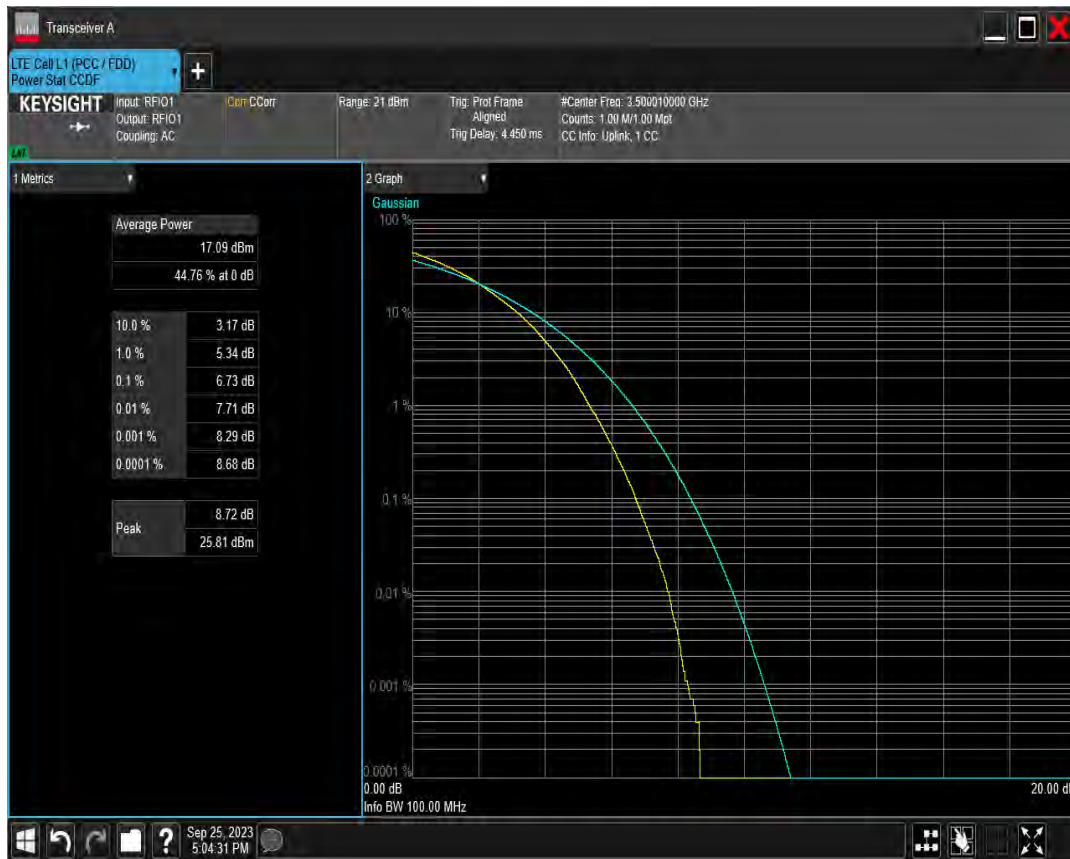 Transceiver A
LTE Cell L1 (PCC / FDD)
Power Stat CCDF
KEYSIGHT
Input: RFIO1
Output: RFIO1
Coupling: AC
Corr CCorr
Range: 21 dBm
Trig: Prot Frame
Aligned
Trig Delay: 4.450 ms
#Center Freq: 3.500010000 GHz
Counts: 1.00 M/1.00 Mpt
CC Info: Uplink, 1 CC
1 Metrics
Average Power
17.09 dBm
44.76 % at 0 dB
10.0 % 3.17 dB
1.0 % 5.34 dB
0.1 % 6.73 dB
0.01 % 7.71 dB
0.001 % 8.29 dB
0.0001 % 8.68 dB
Peak
8.72 dB
25.81 dBm
2 Graph
Gaussian
100 %
10 %
1 %
0.1 %
0.01 %
0.001 %
0.0001 %
0.00 dB
20.00 d
Info BW 100.00 MHz
Sep 25, 2023
5:04:31 PM